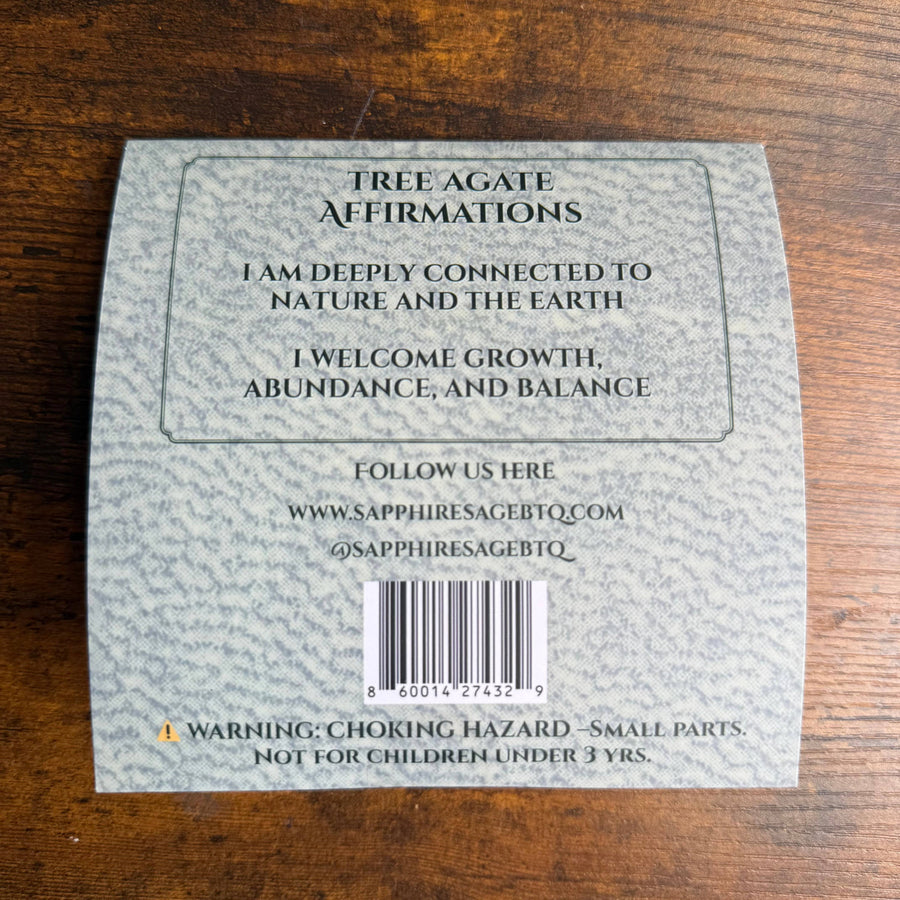 TREE AGATE
AFFIRMATIONS
I AM DEEPLY CONNECTED TO
NATURE AND THE EARTH
I WELCOME GROWTH,
ABUNDANCE, AND BALANCE
FOLLOW US HERE
WWW.SAPPHIRESAGEBTQ.COM
@SAPPHIRESAGEBTQ
8 60014 27432 9
⚠ WARNING: CHOKING HAZARD –SMALL PARTS.
NOT FOR CHILDREN UNDER 3 YRS.